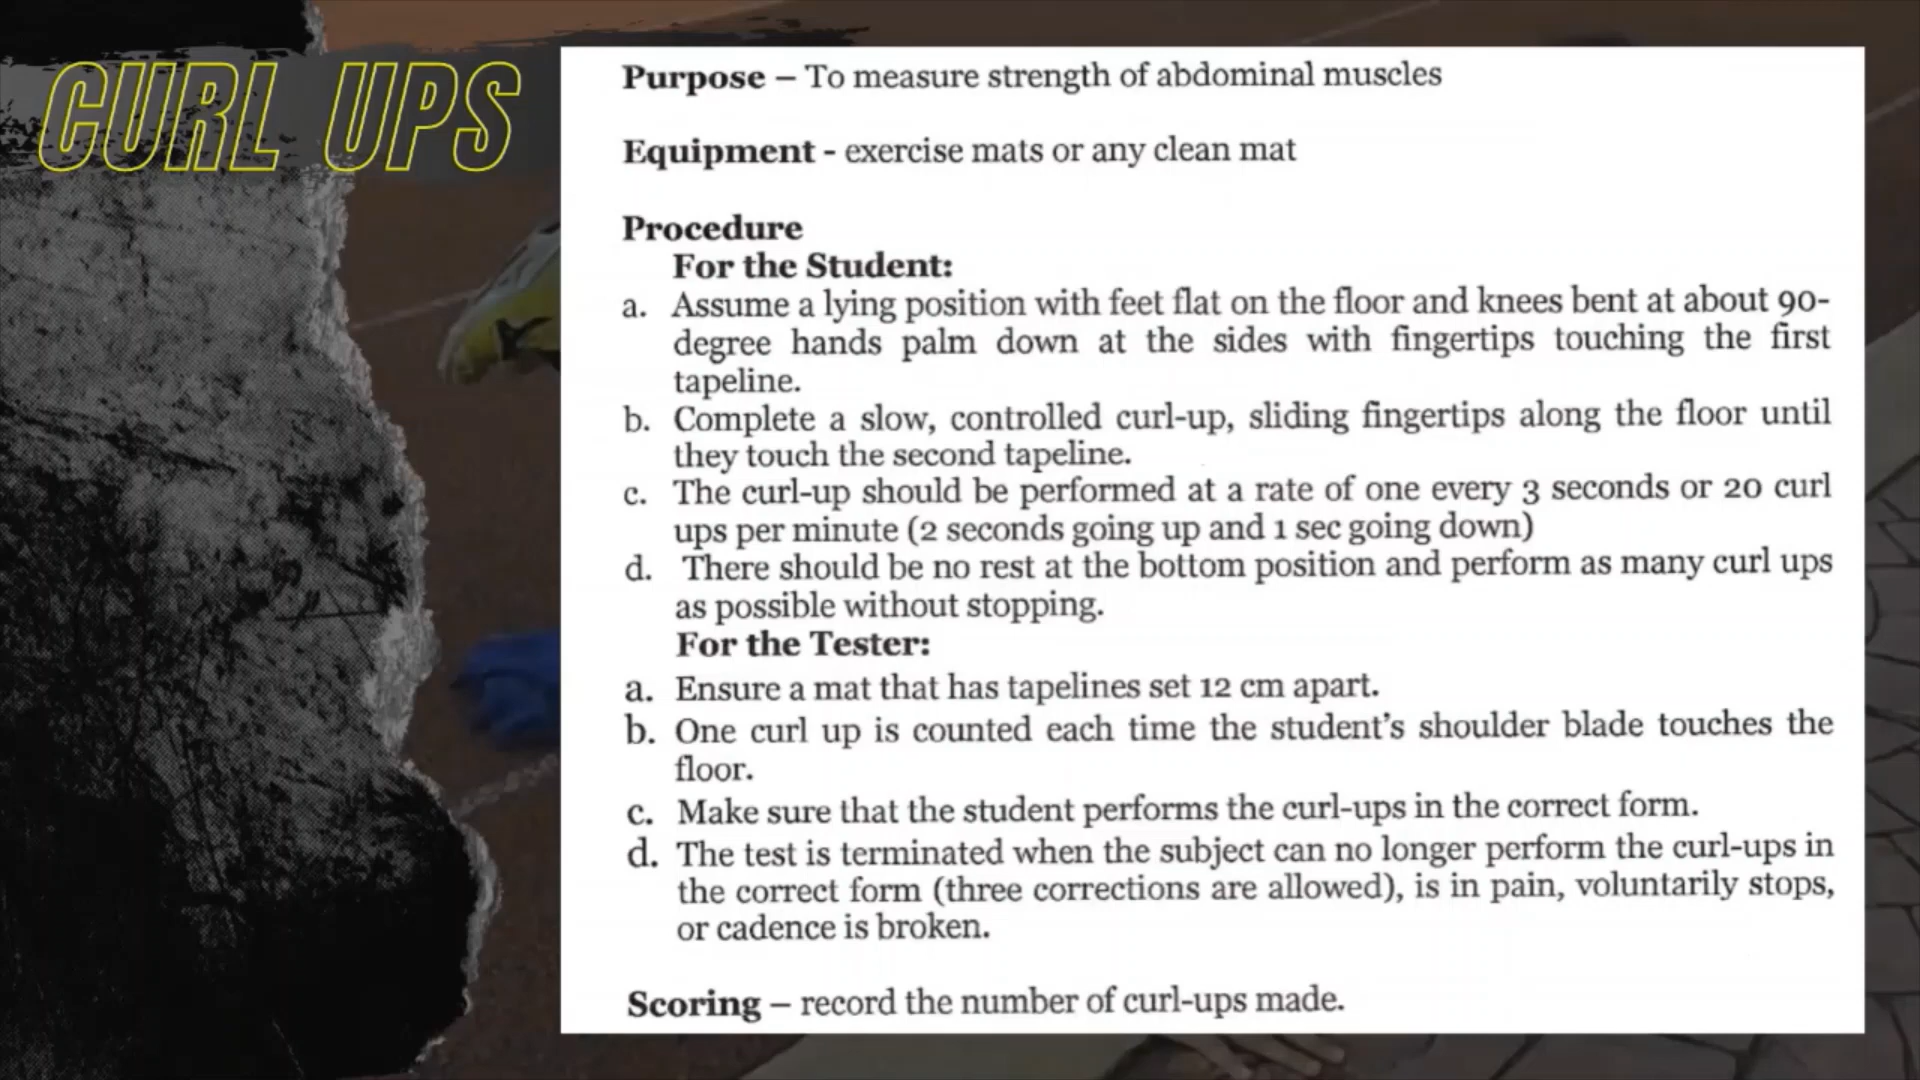 CURL UPS
Purpose – To measure strength of abdominal muscles
Equipment - exercise mats or any clean mat
Procedure
For the Student:
a. Assume a lying position with feet flat on the floor and knees bent at about 90-
degree hands palm down at the sides with fingertips touching the first
tapeline.
b. Complete a slow, controlled curl-up, sliding fingertips along the floor until
they touch the second tapeline.
c. The curl-up should be performed at a rate of one every 3 seconds or 20 curl
ups per minute (2 seconds going up and 1 sec going down)
d. There should be no rest at the bottom position and perform as many curl ups
as possible without stopping.
For the Tester:
a. Ensure a mat that has tapelines set 12 cm apart.
b. One curl up is counted each time the student's shoulder blade touches the
floor.
c. Make sure that the student performs the curl-ups in the correct form.
d. The test is terminated when the subject can no longer perform the curl-ups in
the correct form (three corrections are allowed), is in pain, voluntarily stops,
or cadence is broken.
Scoring – record the number of curl-ups made.